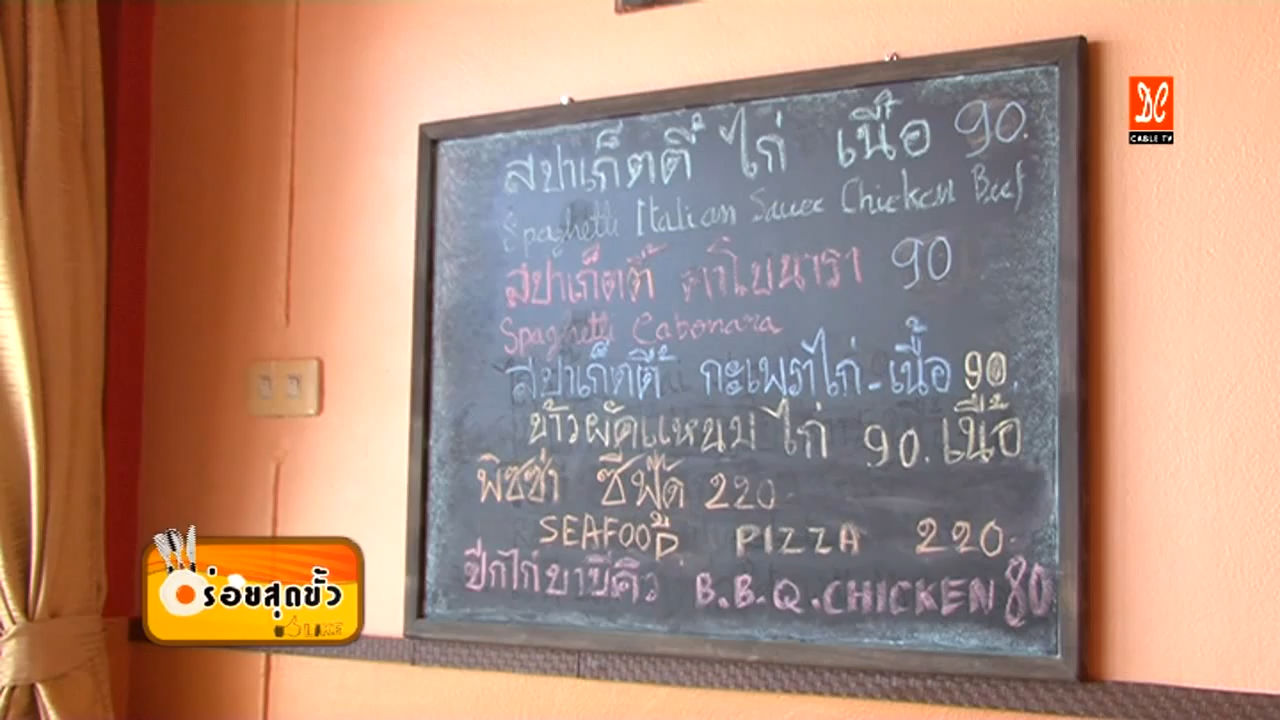 สปาเก็ตตี้ ไก่ เนื้อ 90.
Spaghetti Italian Sauce Chicken Beef
สปาเก็ตตี้ คาโบนารา 90
Spaghetti Cabonara
สปาเก็ตตี้ กะเพราไก่-เนื้อ 90.
ข้าวผัดแหนม ไก่ 90. เนื้อ
พิซซ่า ซีฟู้ด 220
SEAFOOD PIZZA 220.
ปีกไก่บาบีคิว B.B.Q.CHICKEN 80
DC
CABLE TV
อร่อยสุดขั้ว
LIKE